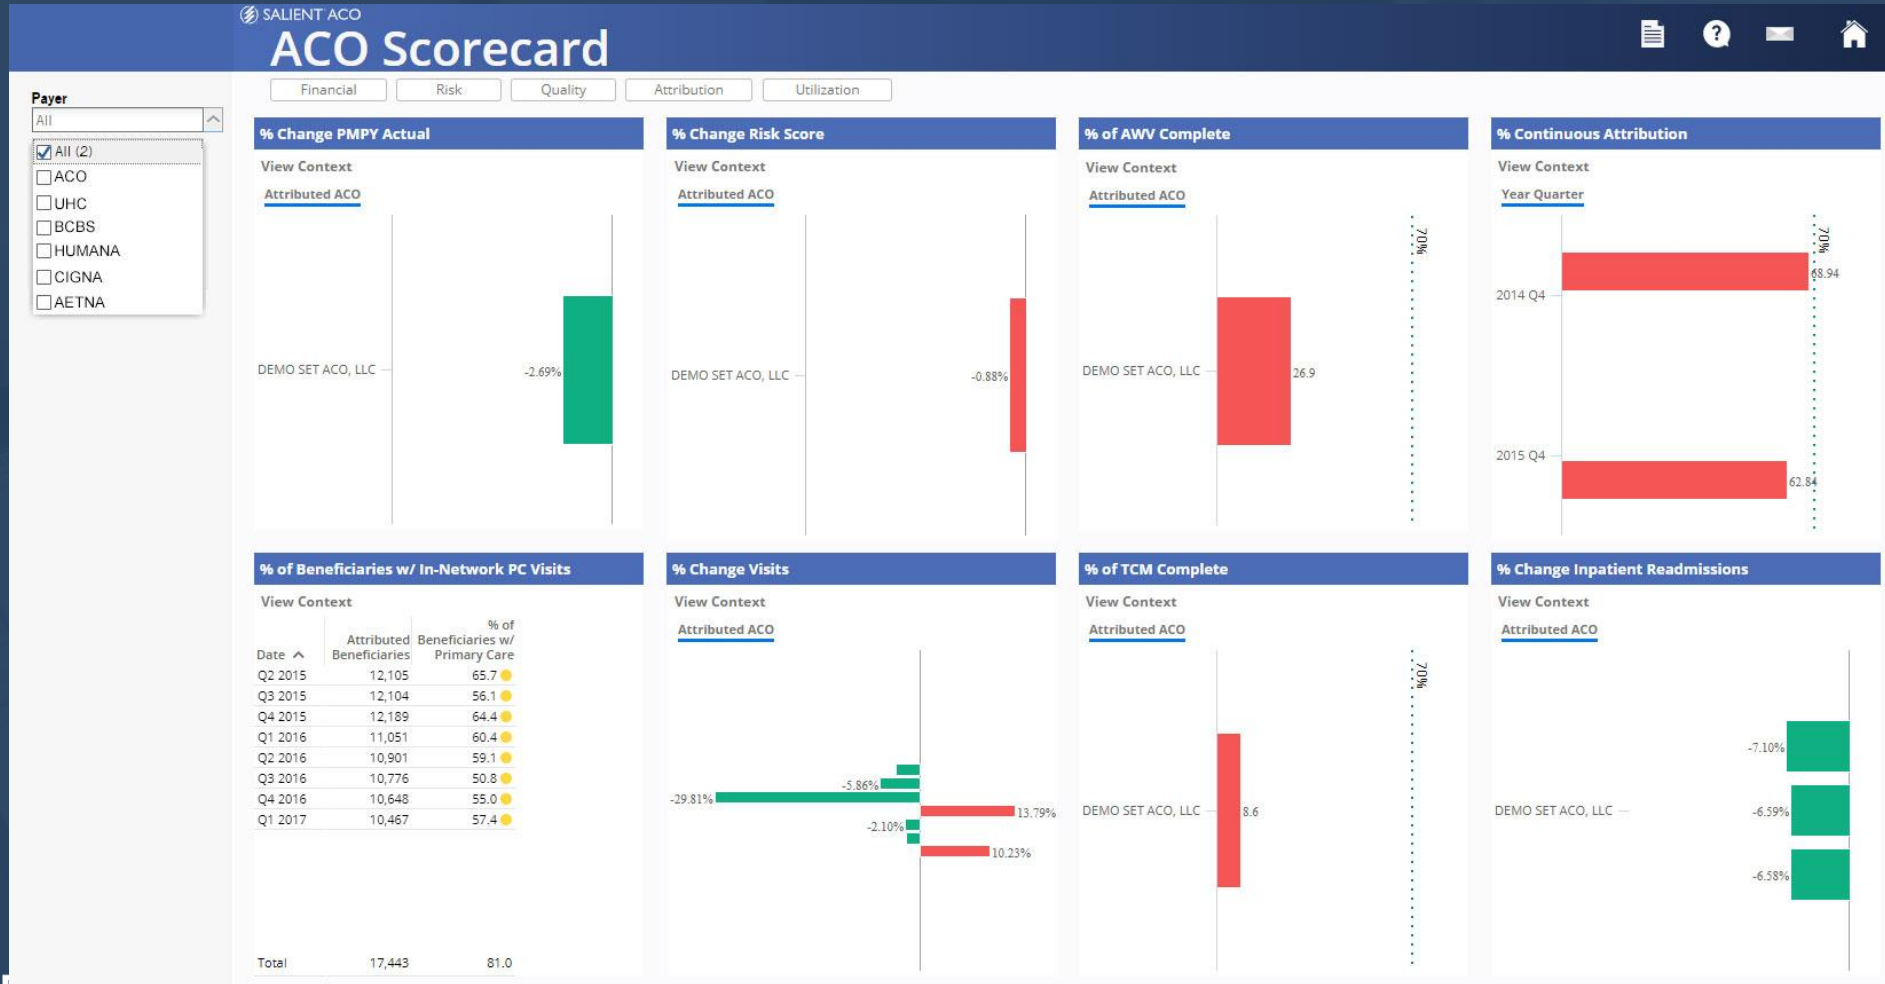 SALIENT ACO
ACO Scorecard
Financial
Risk
Quality
Attribution
Utilization
Payer
All
All (2)
ACO
UHC
BCBS
HUMANA
CIGNA
AETNA
% Change PMPY Actual
View Context
Attributed ACO
DEMO SET ACO, LLC
-2.69%
% Change Risk Score
View Context
Attributed ACO
DEMO SET ACO, LLC
-0.88%
% of AWV Complete
View Context
Attributed ACO
70%
DEMO SET ACO, LLC
26.9
% Continuous Attribution
View Context
Year Quarter
70%
68.94
2014 Q4
2015 Q4
62.84
% of Beneficiaries w/ In-Network PC Visits
View Context
Date Attributed Beneficiaries % of Beneficiaries w/ Primary Care
Q2 2015 12,105 65.7
Q3 2015 12,104 56.1
Q4 2015 12,189 64.4
Q1 2016 11,051 60.4
Q2 2016 10,901 59.1
Q3 2016 10,776 50.8
Q4 2016 10,648 55.0
Q1 2017 10,467 57.4
Total 17,443 81.0
% Change Visits
View Context
Attributed ACO
-5.86%
-29.81%
13.79%
-2.10%
10.23%
% of TCM Complete
View Context
Attributed ACO
70%
DEMO SET ACO, LLC
8.6
% Change Inpatient Readmissions
View Context
Attributed ACO
-7.10%
DEMO SET ACO, LLC
-6.59%
-6.58%